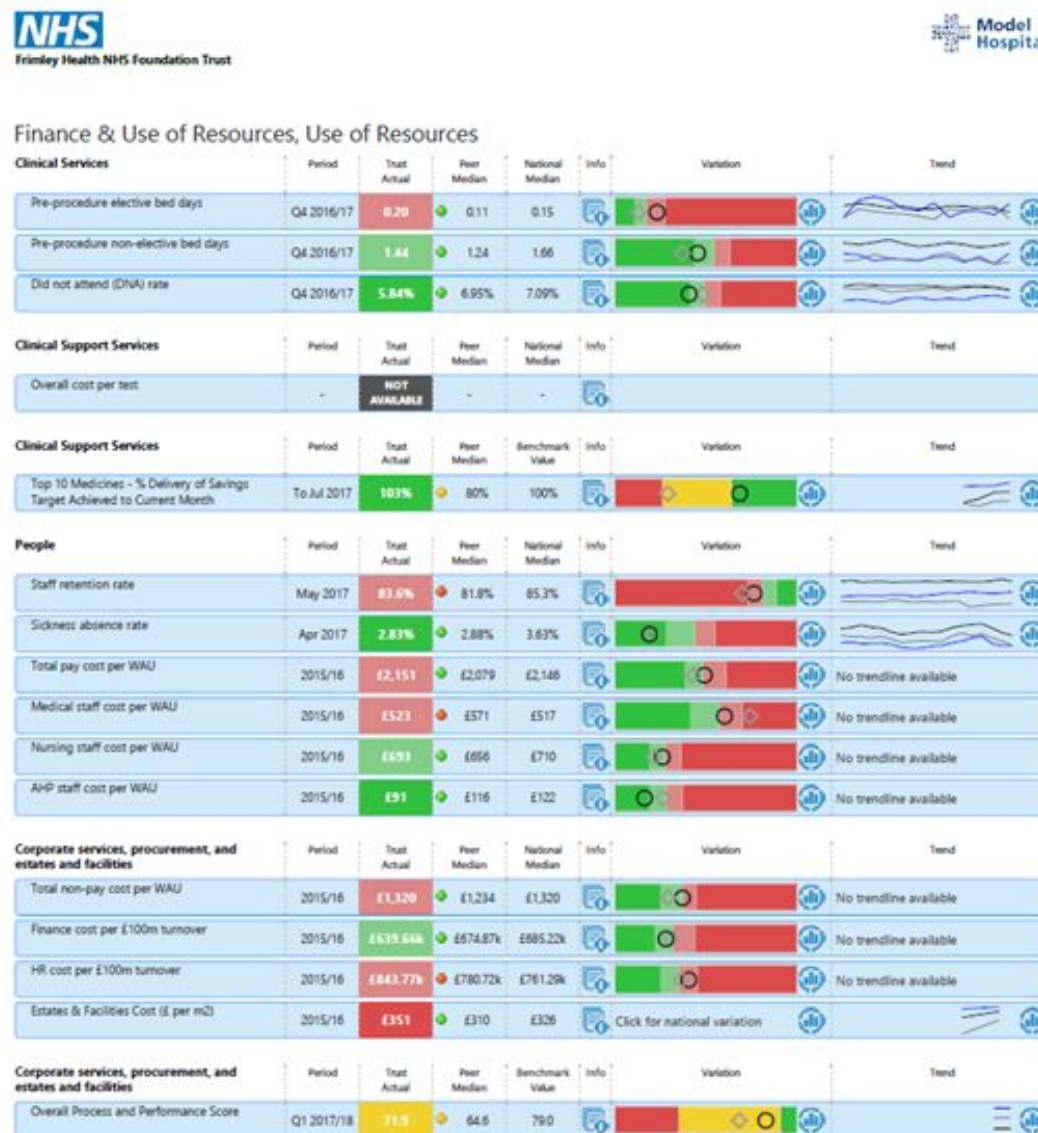 NHS
Frimley Health NHS Foundation Trust
Model
Hospita
Finance & Use of Resources, Use of Resources
Clinical Services Period Trust Actual Peer Median National Median Info Variation Trend
Pre-procedure elective bed days Q4 2016/17 0.20 0.11 0.15
Pre-procedure non-elective bed days Q4 2016/17 1.44 1.24 1.66
Did not attend (DNA) rate Q4 2016/17 5.84% 6.95% 7.09%
Clinical Support Services Period Trust Actual Peer Median National Median Info Variation Trend
Overall cost per test - NOT AVAILABLE - -
Clinical Support Services Period Trust Actual Peer Median Benchmark Value Info Variation Trend
Top 10 Medicines - % Delivery of Savings
Target Achieved to Current Month To Jul 2017 103% 80% 100%
People Period Trust Actual Peer Median National Median Info Variation Trend
Staff retention rate May 2017 83.6% 81.8% 85.3%
Sickness absence rate Apr 2017 2.83% 2.88% 3.63%
Total pay cost per WAU 2015/16 £2,151 £2,079 £2,146 No trendline available
Medical staff cost per WAU 2015/16 £523 £571 £517 No trendline available
Nursing staff cost per WAU 2015/16 £693 £656 £710 No trendline available
AHP staff cost per WAU 2015/16 £91 £116 £122 No trendline available
Corporate services, procurement, and
estates and facilities Period Trust Actual Peer Median National Median Info Variation Trend
Total non-pay cost per WAU 2015/16 £1,320 £1,234 £1,320 No trendline available
Finance cost per £100m turnover 2015/16 £639.66k £674.87k £685.22k No trendline available
HR cost per £100m turnover 2015/16 £843.77k £780.72k £761.29k No trendline available
Estates & Facilities Cost (£ per m2) 2015/16 £351 £310 £326 Click for national variation
Corporate services, procurement, and
estates and facilities Period Trust Actual Peer Median Benchmark Value Info Variation Trend
Overall Process and Performance Score Q1 2017/18 71.9 64.6 79.0